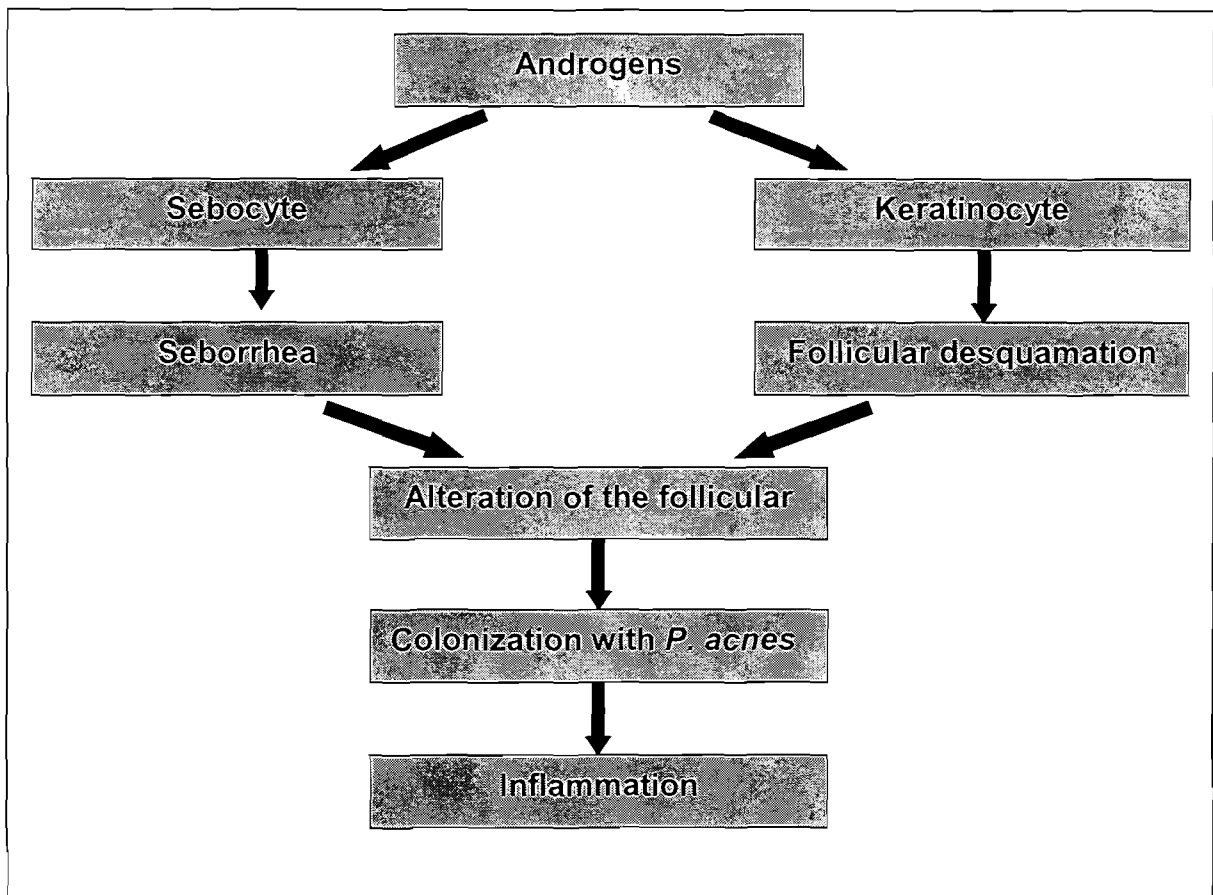 Androgens
Sebocyte
Keratinocyte
Seborrhea
Follicular desquamation
Alteration of the follicular
Colonization with P. acnes
Inflammation